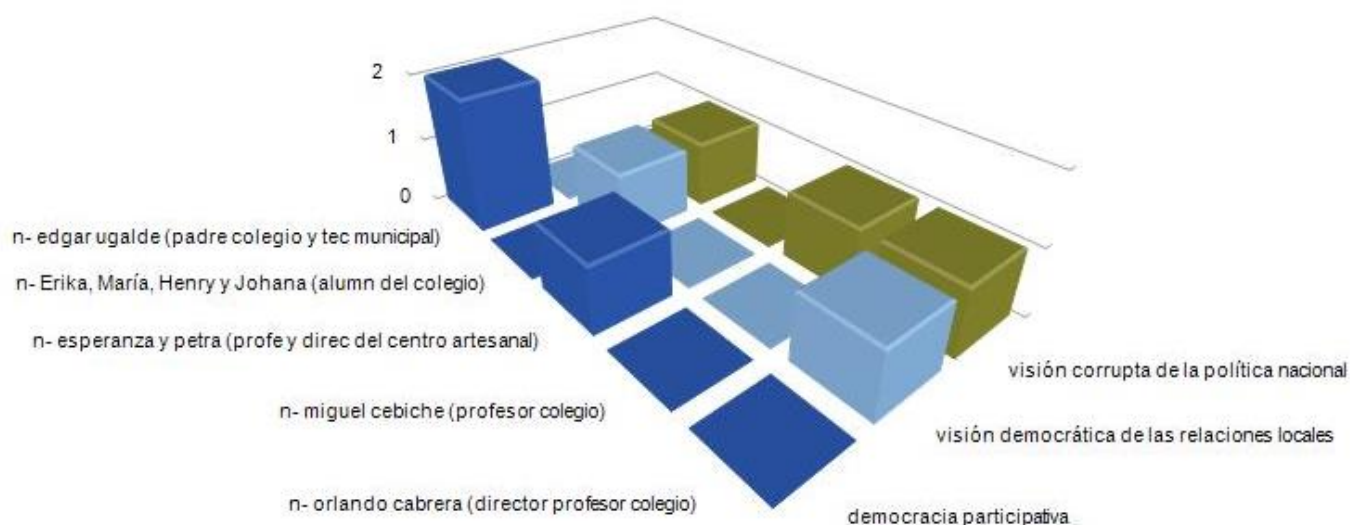 2
1
0
n- edgar ugalde (padre colegio y tec municipal)
n- Erika, María, Henry y Johana (alumn del colegio)
n- esperanza y petra (profe y direc del centro artesanal)
n- miguel cebiche (profesor colegio)
n- orlando cabrera (director profesor colegio)
visión corrupta de la política nacional
visión democrática de las relaciones locales
democracia participativa